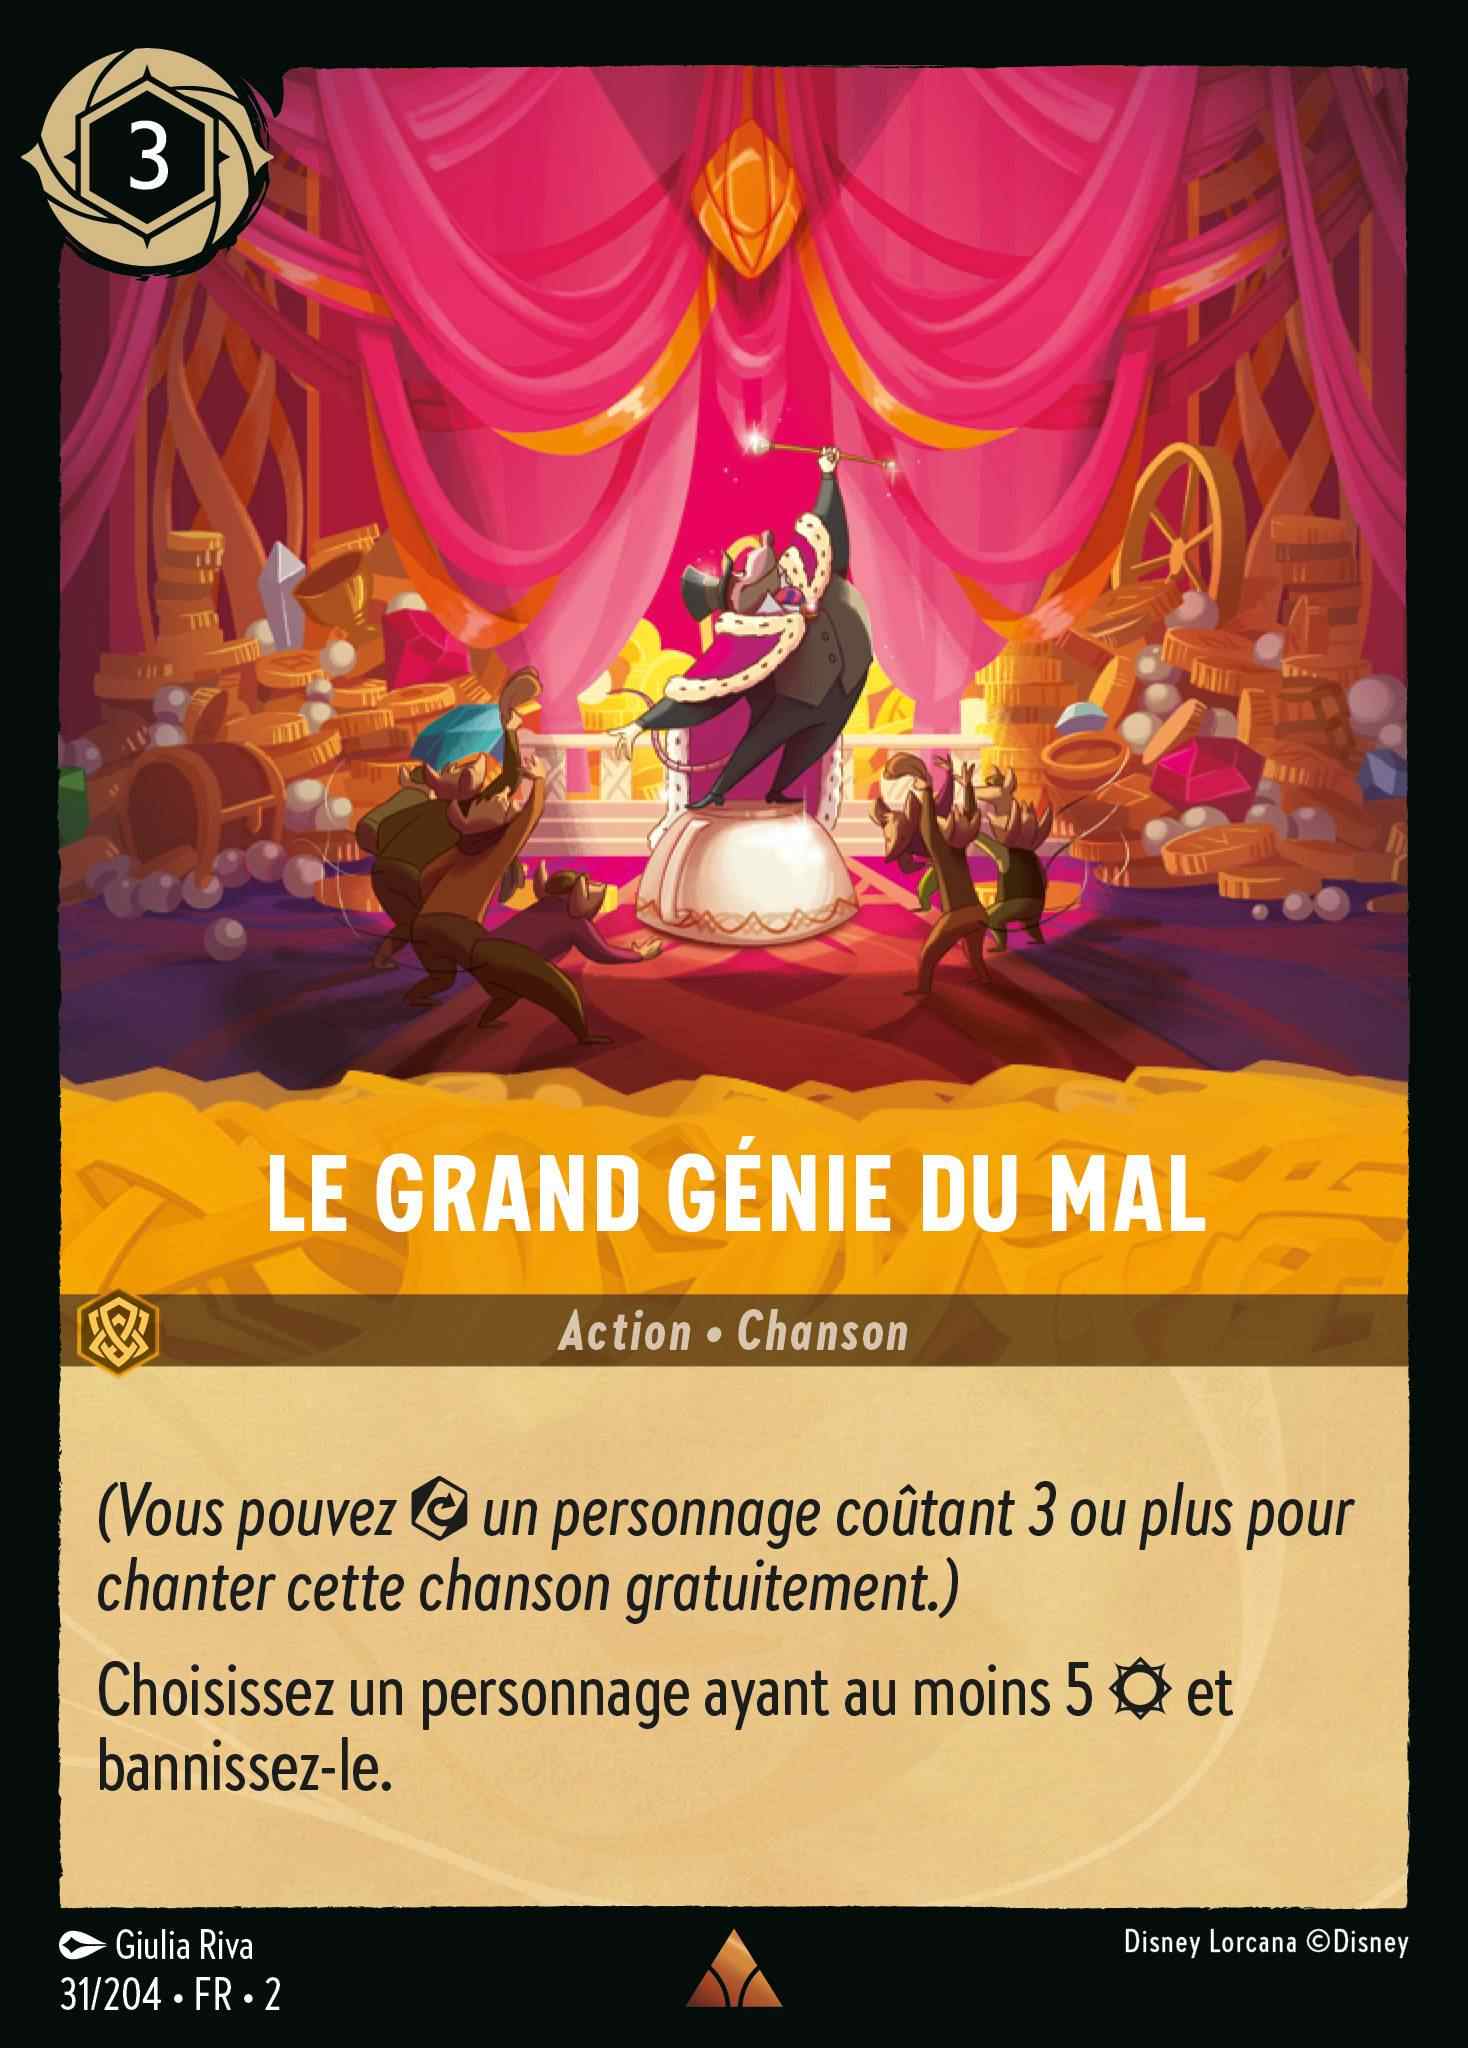 3
LE GRAND GÉNIE DU MAL
Action • Chanson
(Vous pouvez un personnage coûtant 3 ou plus pour
chanter cette chanson gratuitement.)
Choisissez un personnage ayant au moins 5 et
bannissez-le.
Giulia Riva
Disney Lorcana ©Disney
31/204 • FR • 2